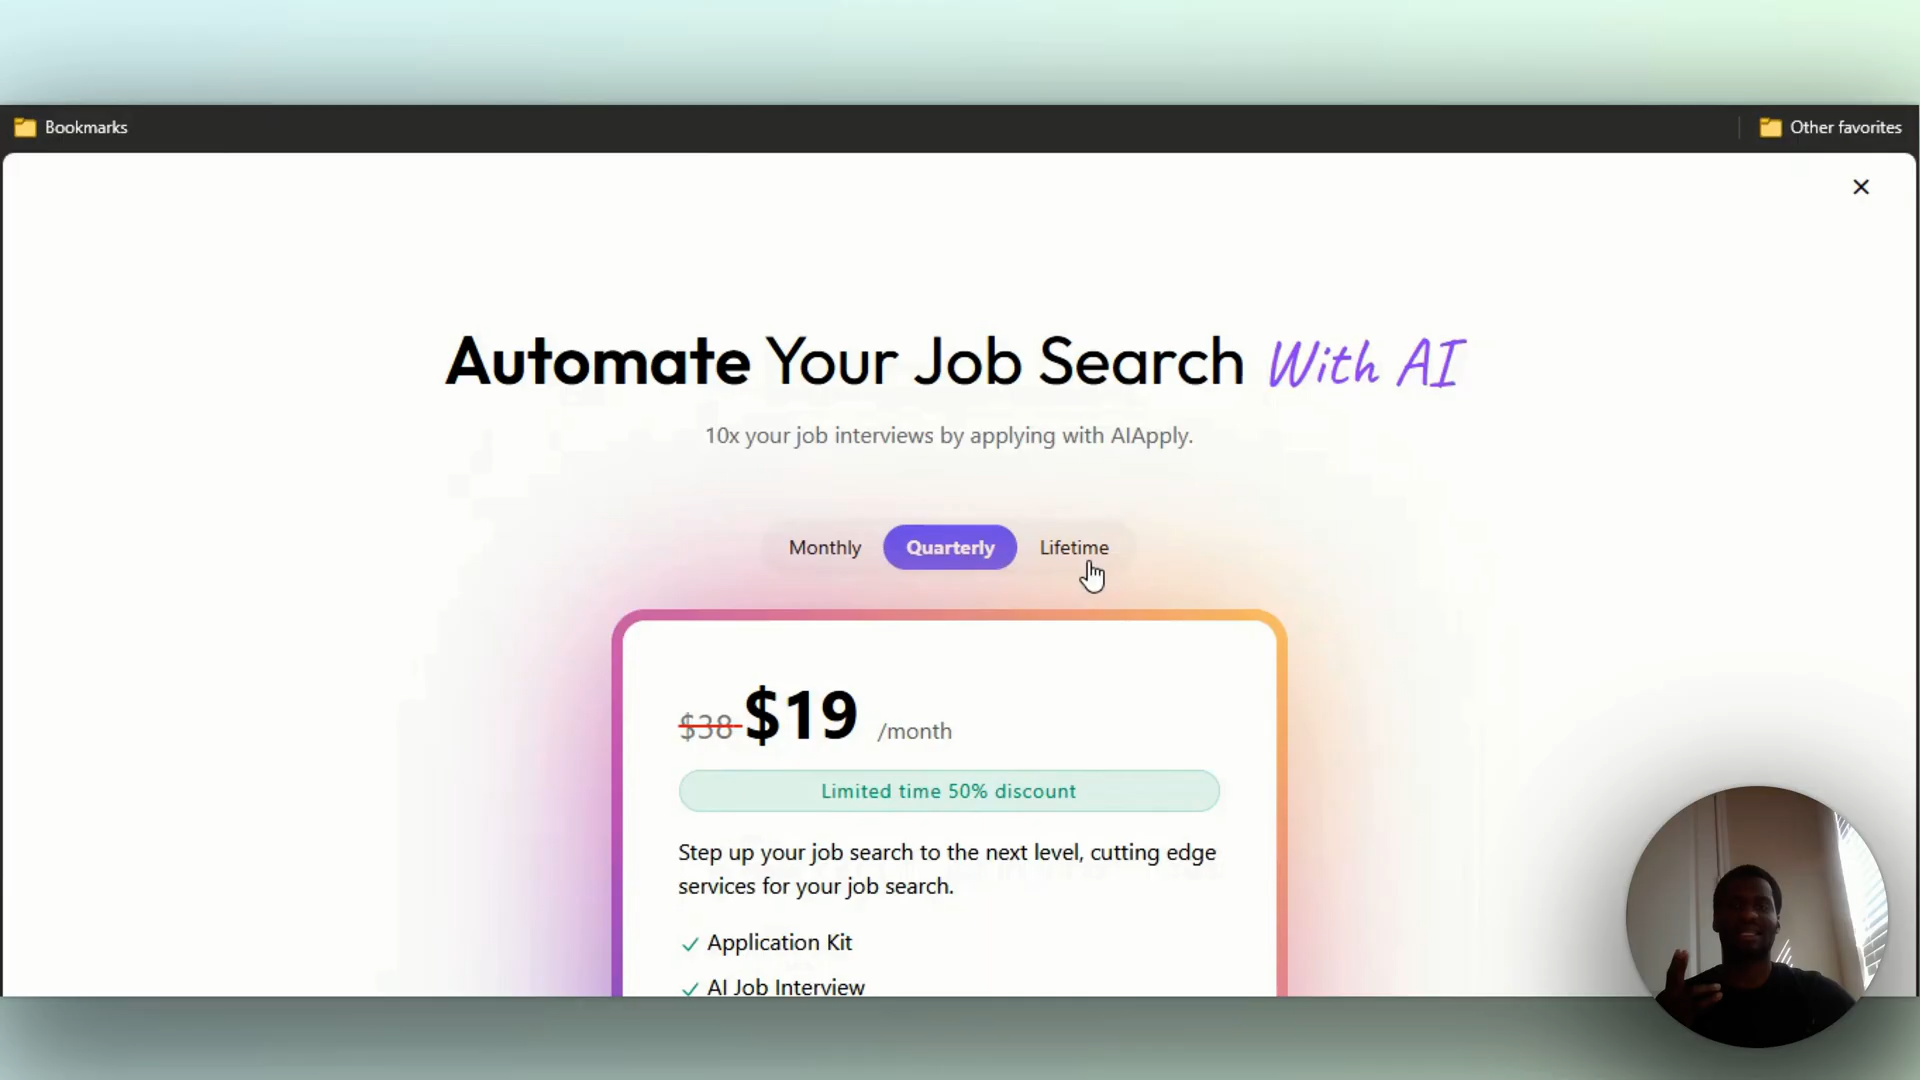 Bookmarks
Other favorites
Automate Your Job Search With AI
10x your job interviews by applying with AIApply.
Monthly
Quarterly
Lifetime
$38 $19 /month
Limited time 50% discount
Step up your job search to the next level, cutting edge
services for your job search.
Application Kit
AI Job Interview